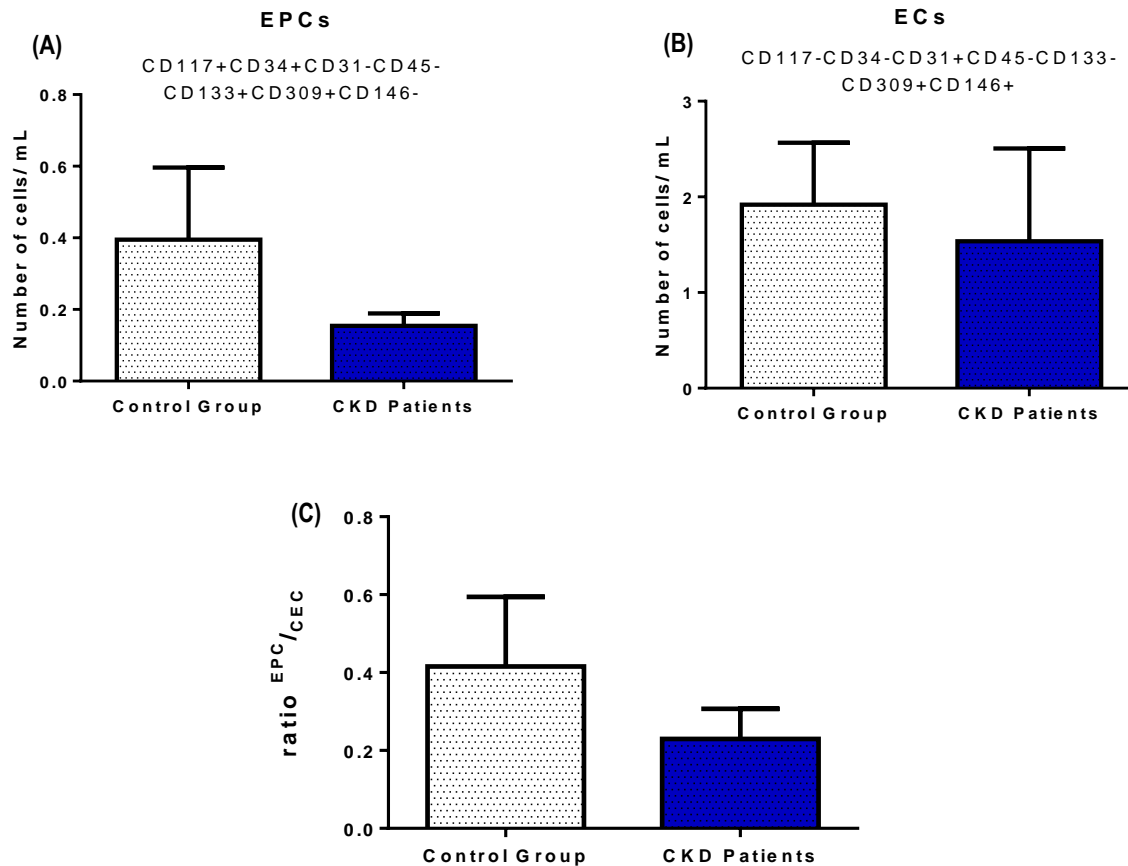 EPCs
(A)
CD117+CD34+CD31-CD45-
CD133+CD309+CD146-
Number of cells/ mL
0.8
0.6
0.4
0.2
0.0
Control Group
CKD Patients
ECs
(B)
CD117-CD34-CD31+CD45-CD133-
CD309+CD146+
Number of cells/ mL
3
2
1
0
Control Group
CKD Patients
(C)
ratio EPC/CEC
0.8
0.6
0.4
0.2
0.0
Control Group
CKD Patients